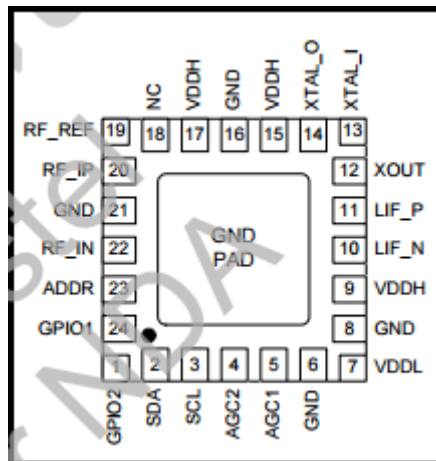 NC
VDDH
GND
VDDH
XTAL_O
XTAL_I
RF_REF 19 18 17 16 15 14 13
RF_IP 20 12 XOUT
GND 21 11 LIF_P
RF_IN 22 10 LIF_N
GND
PAD
ADDR 23 9 VDDH
GPIO1 24 8 GND
1 2 3 4 5 6 7 VDDL
GPIO2
SDA
SCL
AGC2
AGC1
GND
NDA